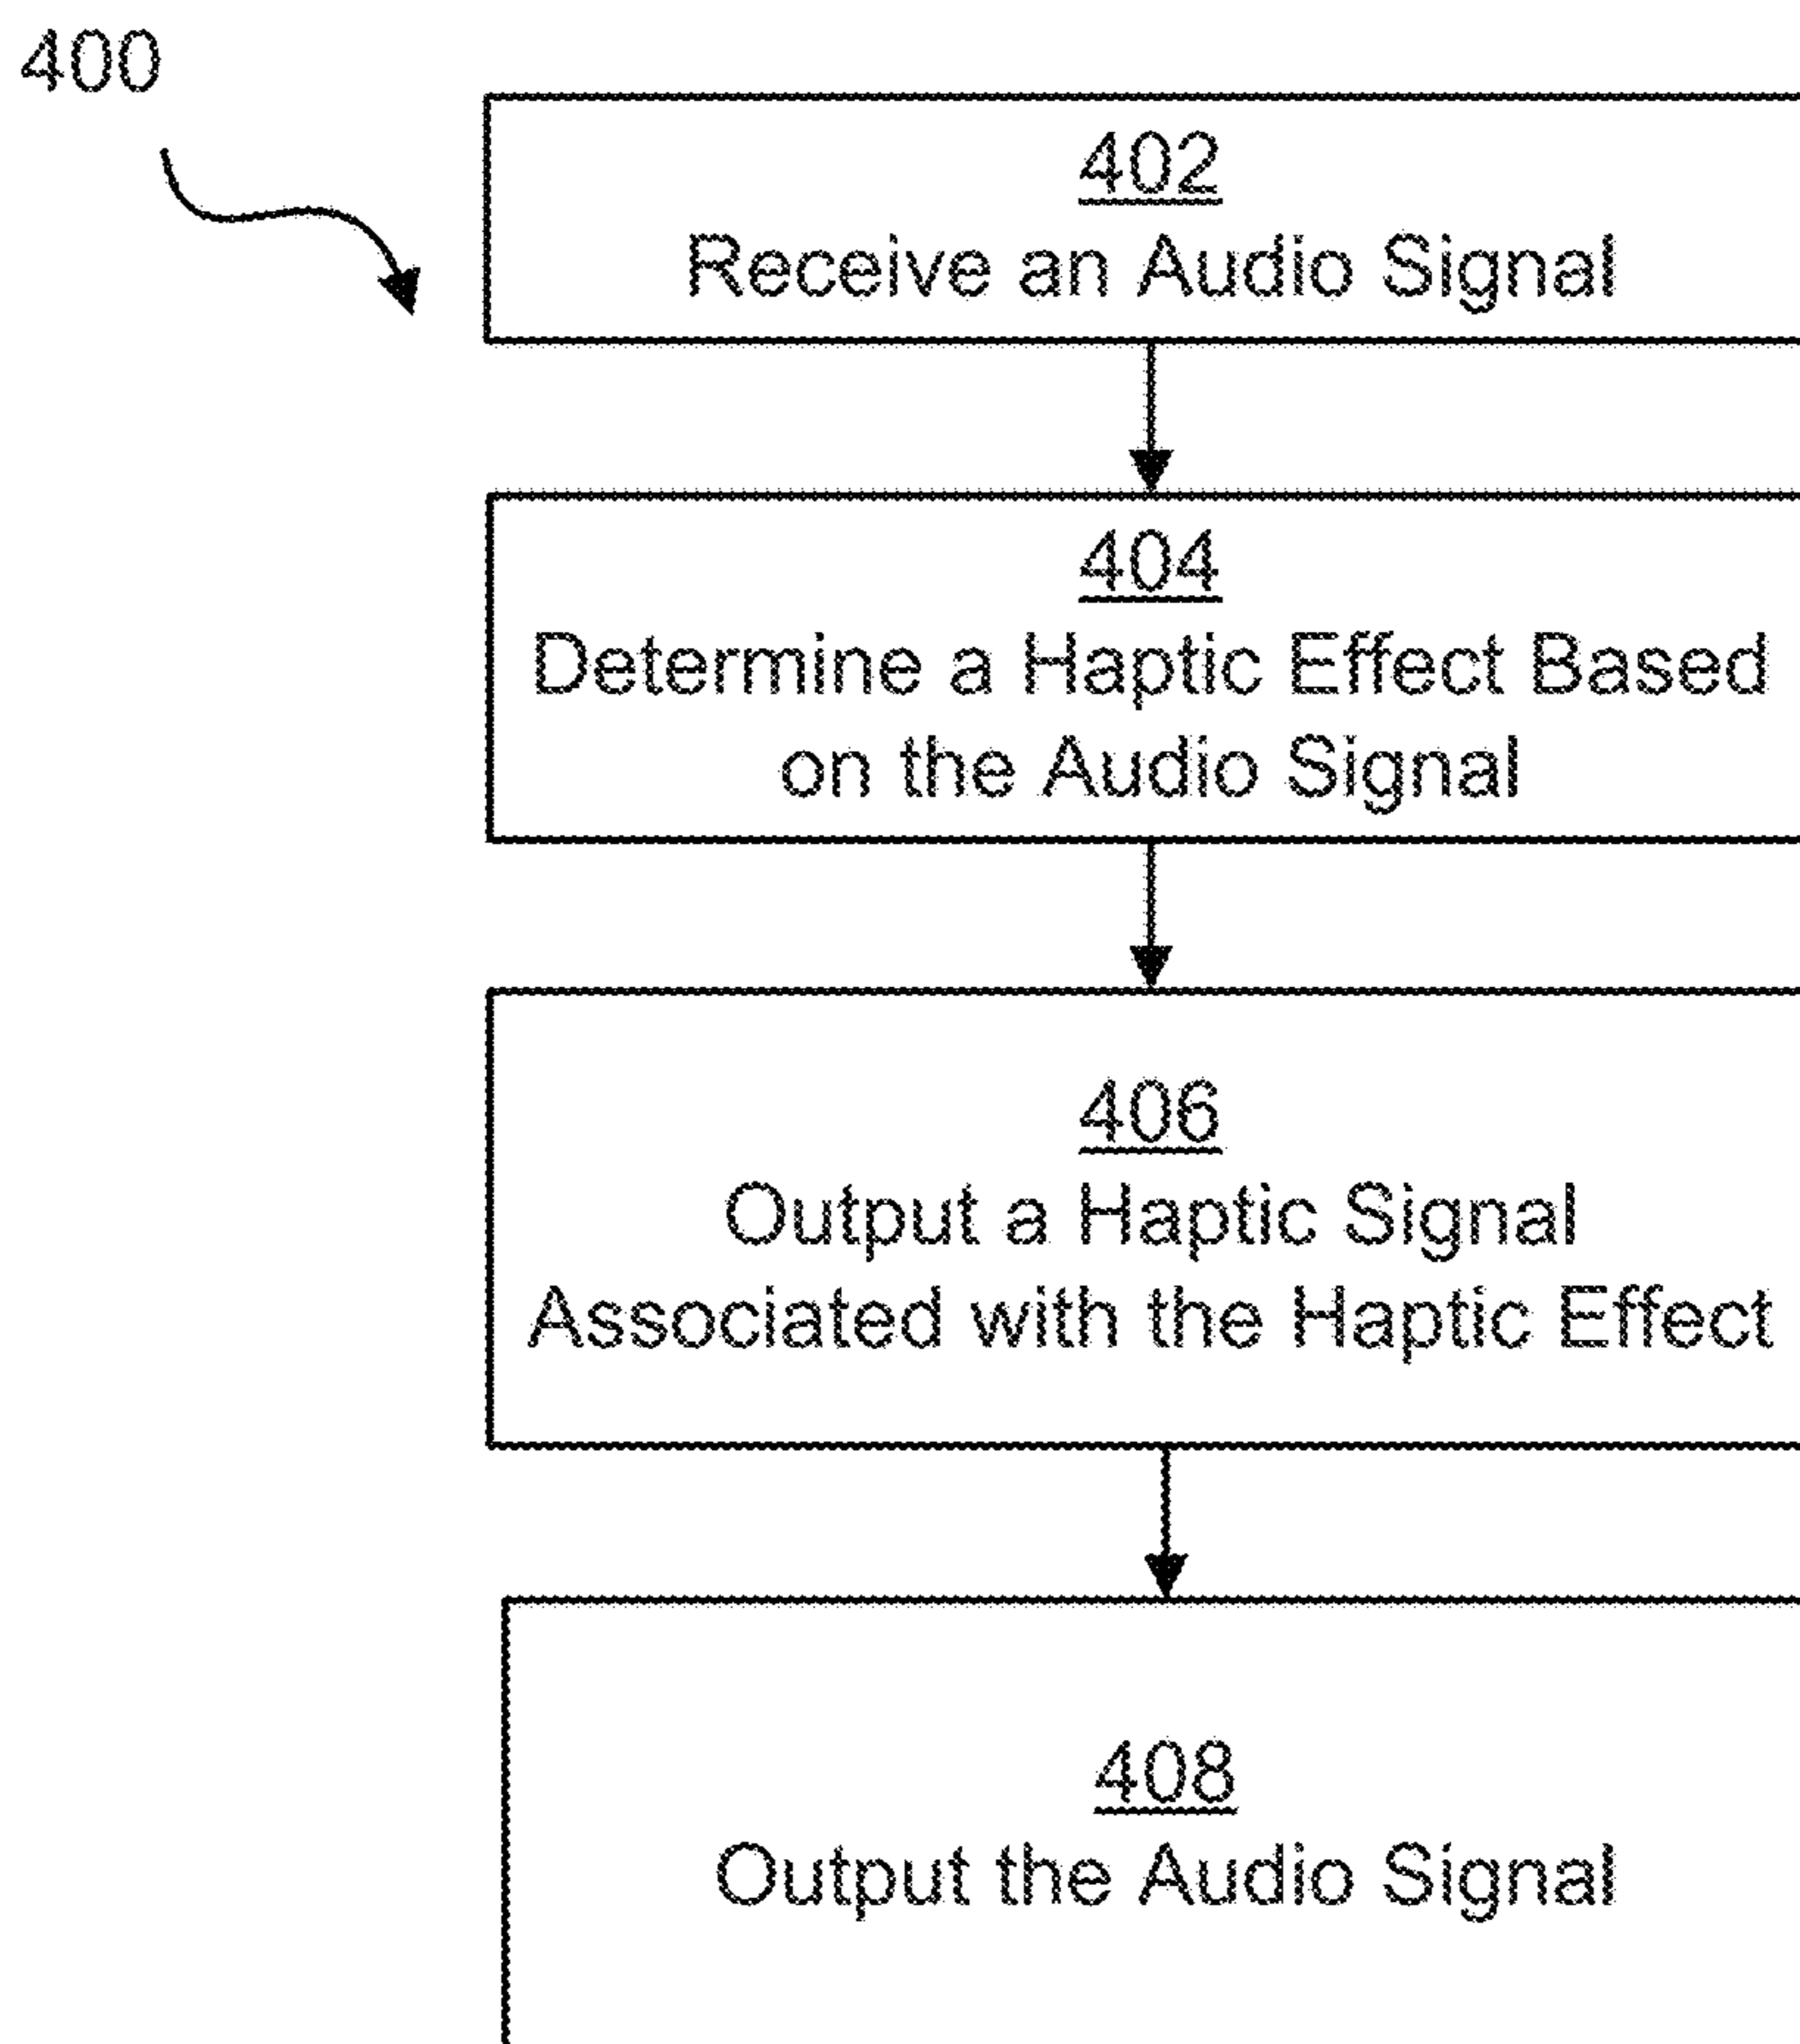 400
402
Receive an Audio Signal
404
Determine a Haptic Effect Based
on the Audio Signal
406
Output a Haptic Signal
Associated with the Haptic Effect
408
Output the Audio Signal